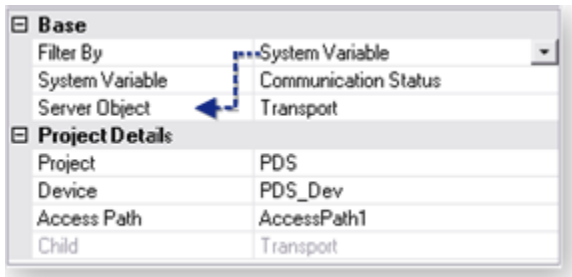 Base
Filter By System Variable
System Variable Communication Status
Server Object Transport
Project Details
Project PDS
Device PDS_Dev
Access Path AccessPath1
Child Transport